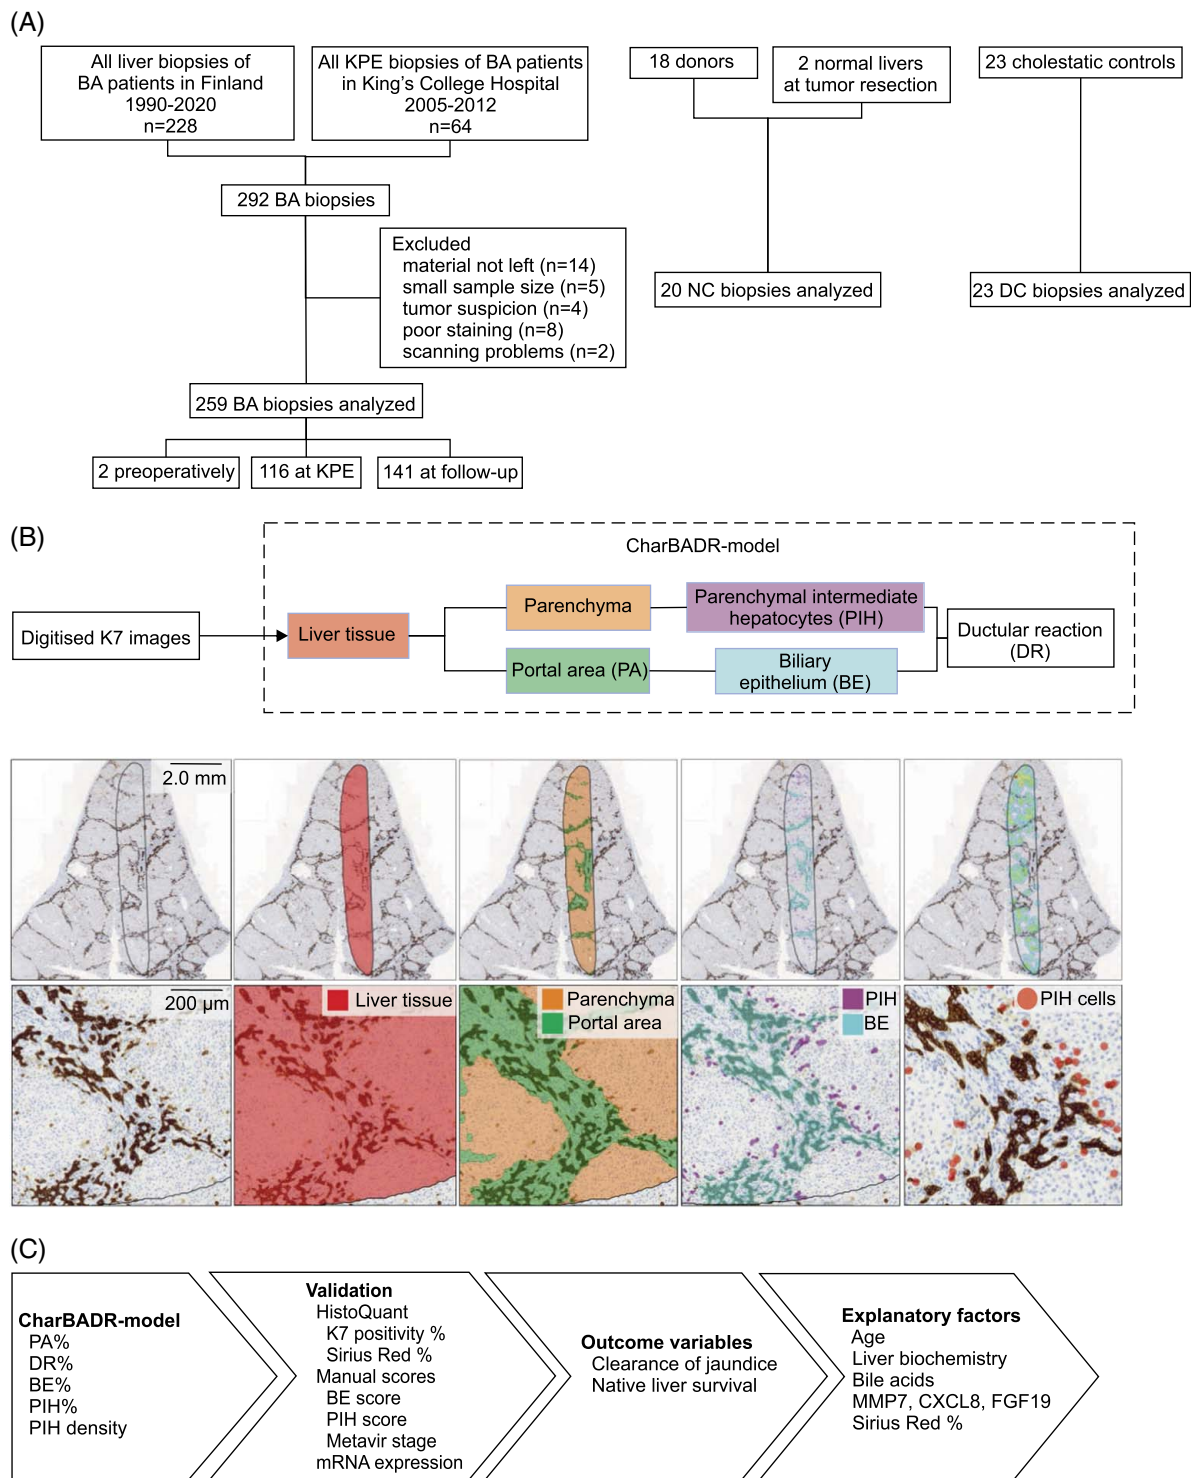 (A)
All liver biopsies of
BA patients in Finland
1990-2020
n=228
All KPE biopsies of BA patients
in King's College Hospital
2005-2012
n=64
18 donors
2 normal livers
at tumor resection
23 cholestatic controls
292 BA biopsies
Excluded
material not left (n=14)
small sample size (n=5)
tumor suspicion (n=4)
poor staining (n=8)
scanning problems (n=2)
20 NC biopsies analyzed
23 DC biopsies analyzed
259 BA biopsies analyzed
2 preoperatively
116 at KPE
141 at follow-up
(B)
CharBADR-model
Digitised K7 images
Liver tissue
Parenchyma
Parenchymal intermediate
hepatocytes (PIH)
Portal area (PA)
Biliary
epithelium (BE)
Ductular reaction
(DR)
2.0 mm
200 µm
Liver tissue
Parenchyma
Portal area
PIH
BE
PIH cells
(C)
CharBADR-model
PA%
DR%
BE%
PIH%
PIH density
Validation
HistoQuant
K7 positivity %
Sirius Red %
Manual scores
BE score
PIH score
Metavir stage
mRNA expression
Outcome variables
Clearance of jaundice
Native liver survival
Explanatory factors
Age
Liver biochemistry
Bile acids
MMP7, CXCL8, FGF19
Sirius Red %